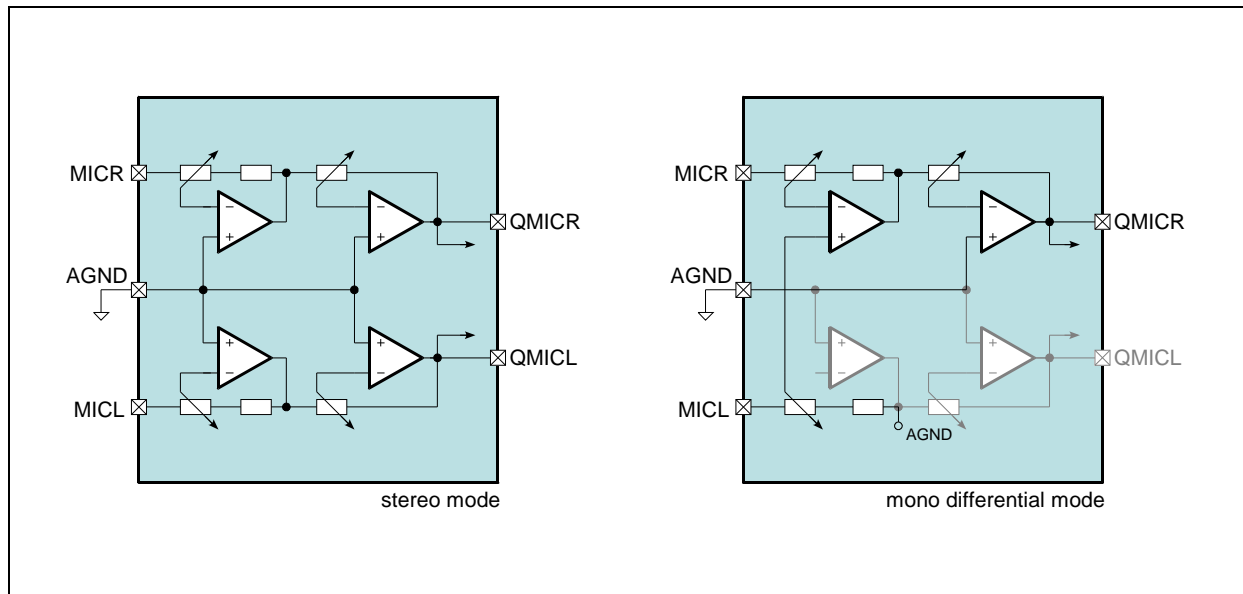 MICR
AGND
MICL
QMICR
QMICL
− +
− +
+ −
+ −
stereo mode
MICR
AGND
MICL
QMICR
QMICL
− +
− +
+ −
+ −
AGND
mono differential mode